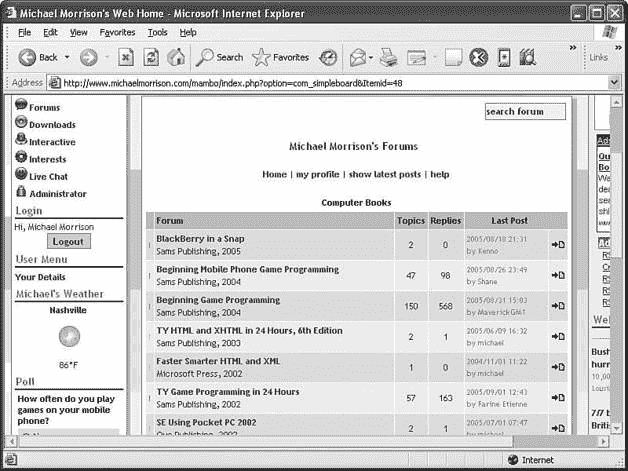 Michael Morrison's Web Home - Microsoft Internet Explorer
File Edit View Favorites Tools Help
Back Search Favorites Links
Address http://www.michaelmorrison.com/mambo/index.php?option=com_simpleboard&Itemid=48
Forums
Downloads
Interactive
Interests
Live Chat
Administrator
Login
Hi, Michael Morrison
Logout
User Menu
Your Details
Michael's Weather
Nashville
86°F
Poll
How often do you play
games on your mobile
phone?
search forum
Michael Morrison's Forums
Home | my profile | show latest posts | help
Computer Books
Forum Topics Replies Last Post
BlackBerry in a Snap
Sams Publishing, 2005
2 0
2005/08/18 21:31
by Kenno
Beginning Mobile Phone Game Programming
Sams Publishing, 2004
47 98
2005/08/26 23:49
by Shane
Beginning Game Programming
Sams Publishing, 2004
150 568
2005/08/31 15:03
by MaverickGM1
TY HTML and XHTML in 24 Hours, 6th Edition
Sams Publishing, 2003
2 1
2005/06/09 16:32
by michael
Faster Smarter HTML and XML
Microsoft Press, 2002
1 0
2004/11/01 11:22
by michael
TY Game Programming in 24 Hours
Sams Publishing, 2002
57 163
2005/09/01 12:43
by Farine Etienne
SE Using Pocket PC 2002
Que Publishing, 2002
2 1
2005/07/01 07:47
by michael
Internet